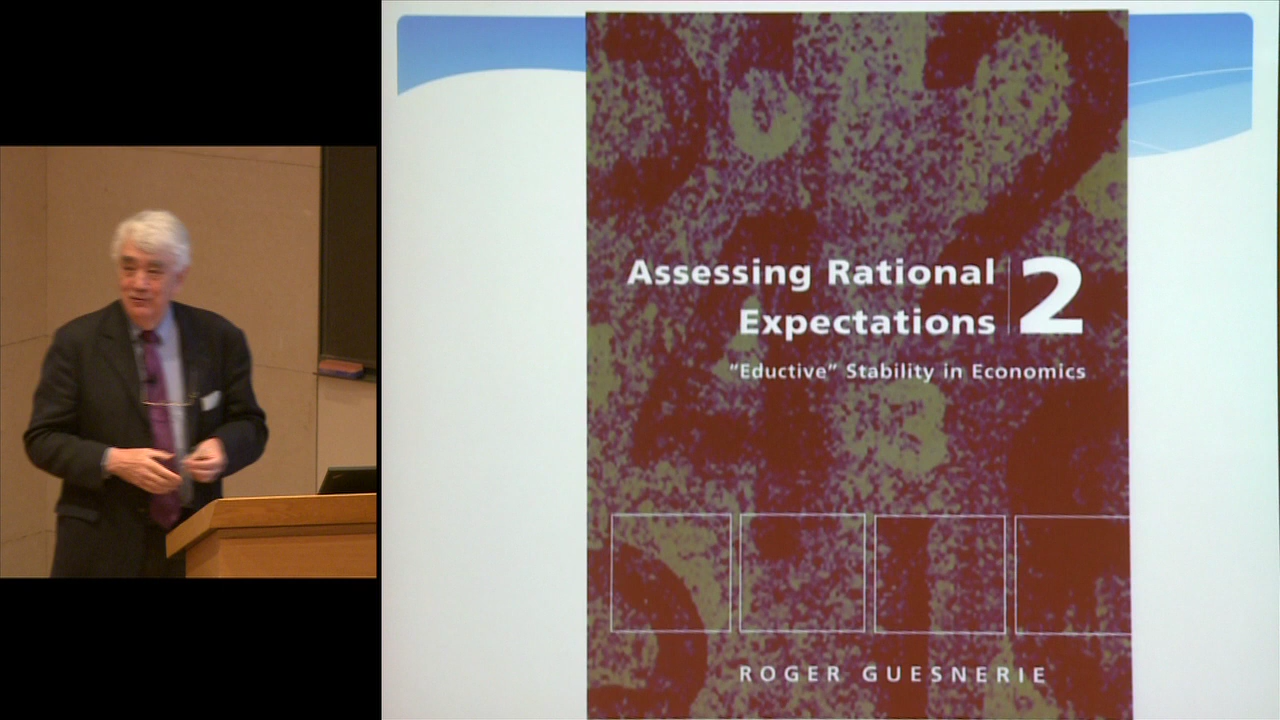 Assessing Rational
Expectations 2
“Eductive” Stability in Economics
ROGER GUESNERIE